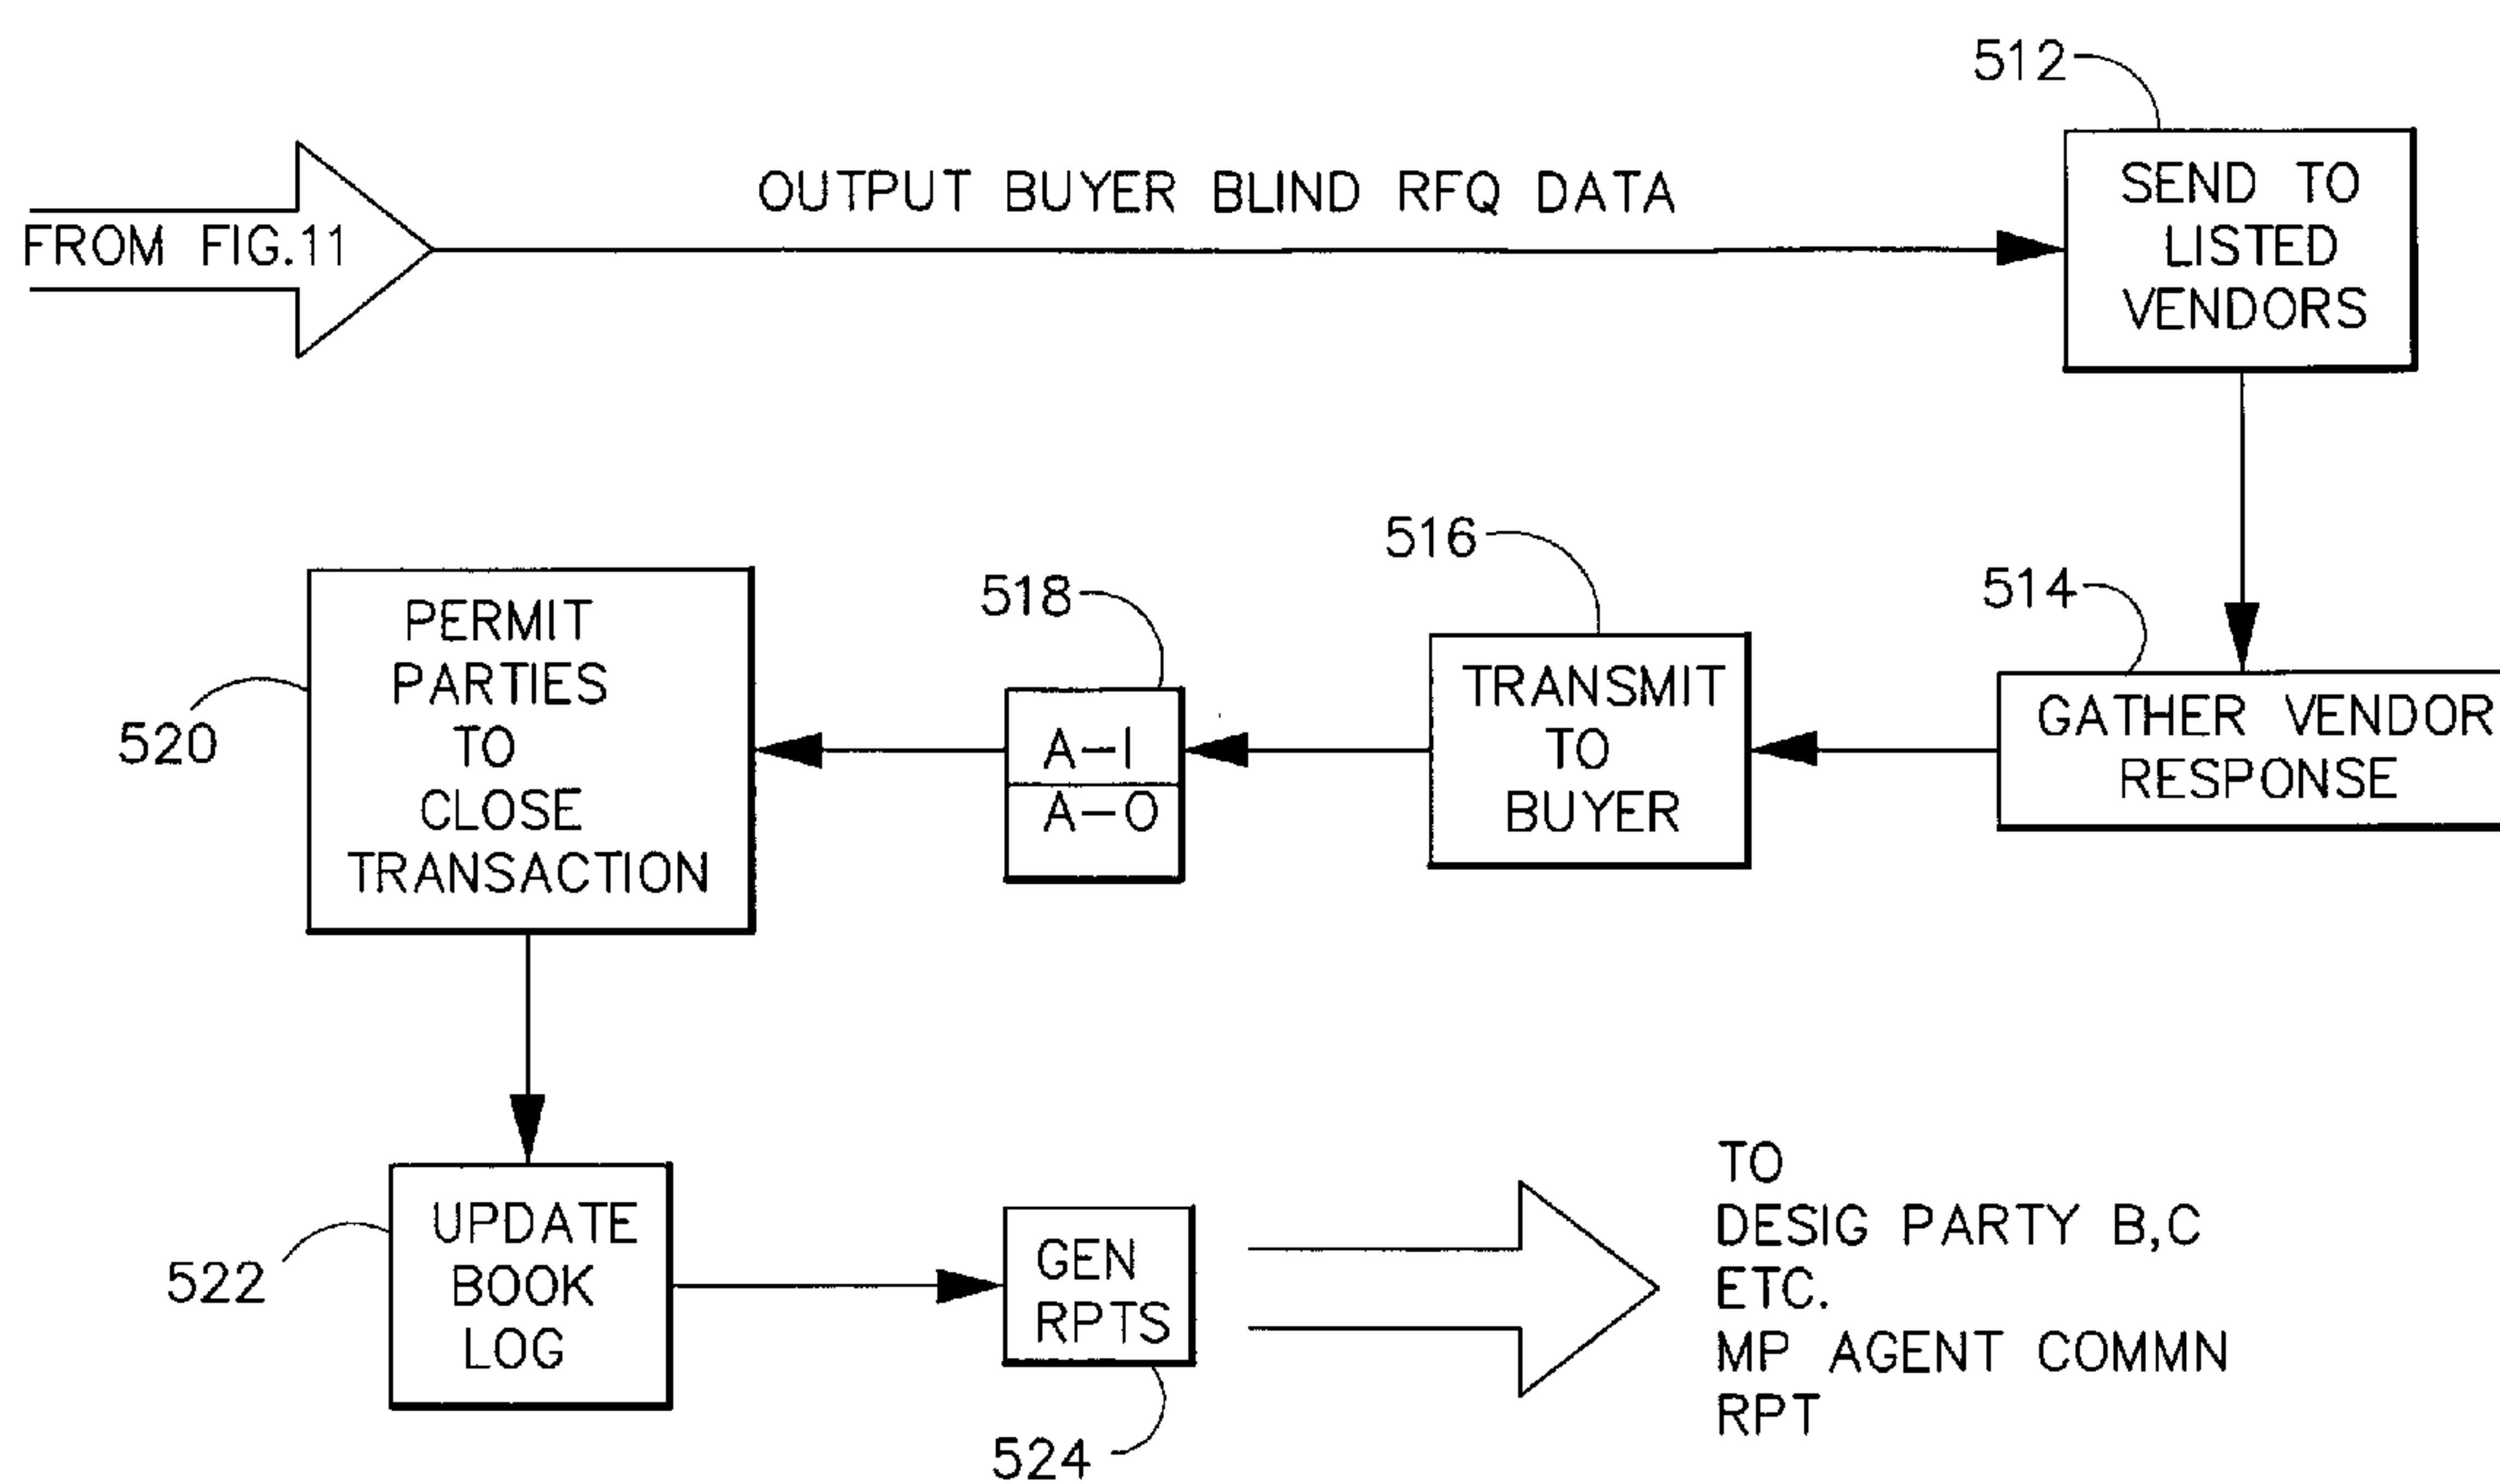 512
FROM FIG.11
OUTPUT BUYER BLIND RFQ DATA
SEND TO
LISTED
VENDORS
514
GATHER VENDOR
RESPONSE
516
TRANSMIT
TO
BUYER
518
A-I
A-O
520
PERMIT
PARTIES
TO
CLOSE
TRANSACTION
522
UPDATE
BOOK
LOG
GEN
RPTS
524
TO
DESIG PARTY B,C
ETC.
MP AGENT COMMN
RPT